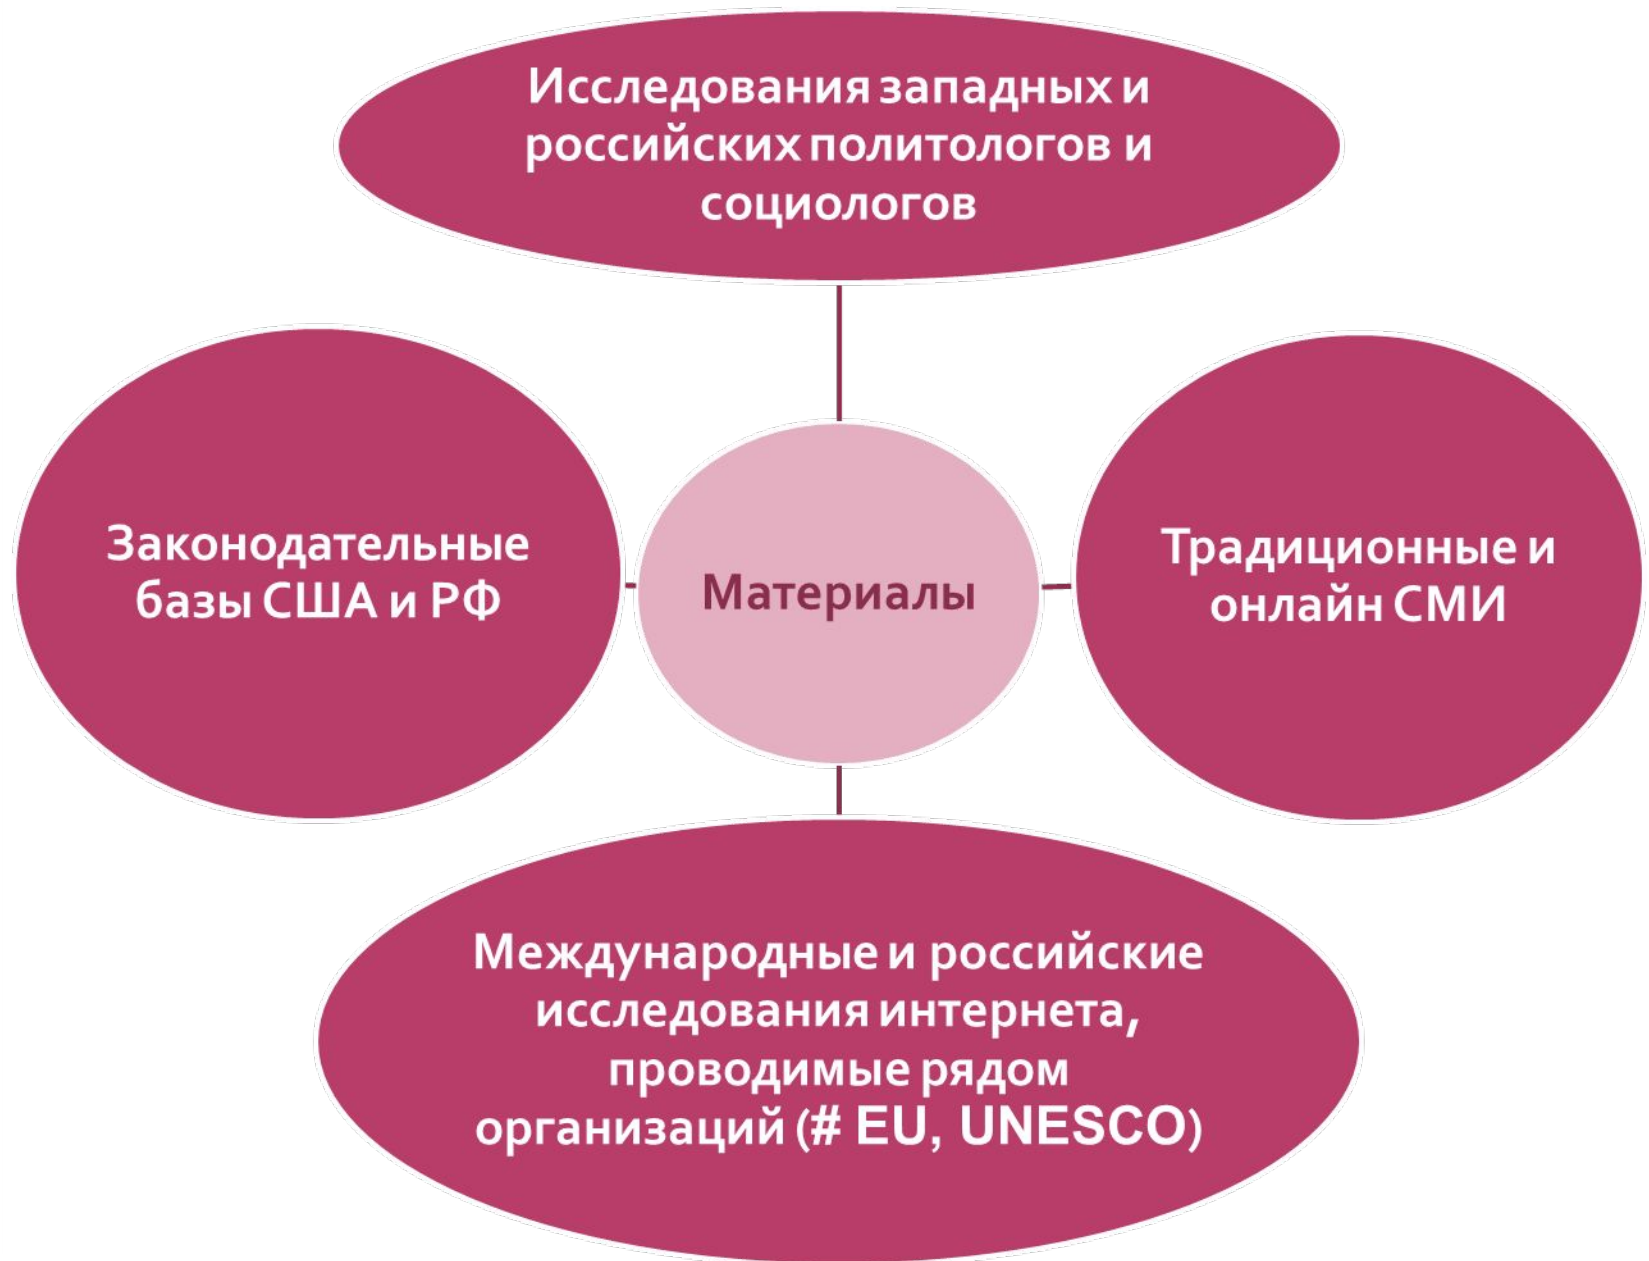 Исследования западных и
российских политологов и
социологов
Законодательные
базы США и РФ
Материалы
Традиционные и
онлайн СМИ
Международные и российские
исследования интернета,
проводимые рядом
организаций (# EU, UNESCO)